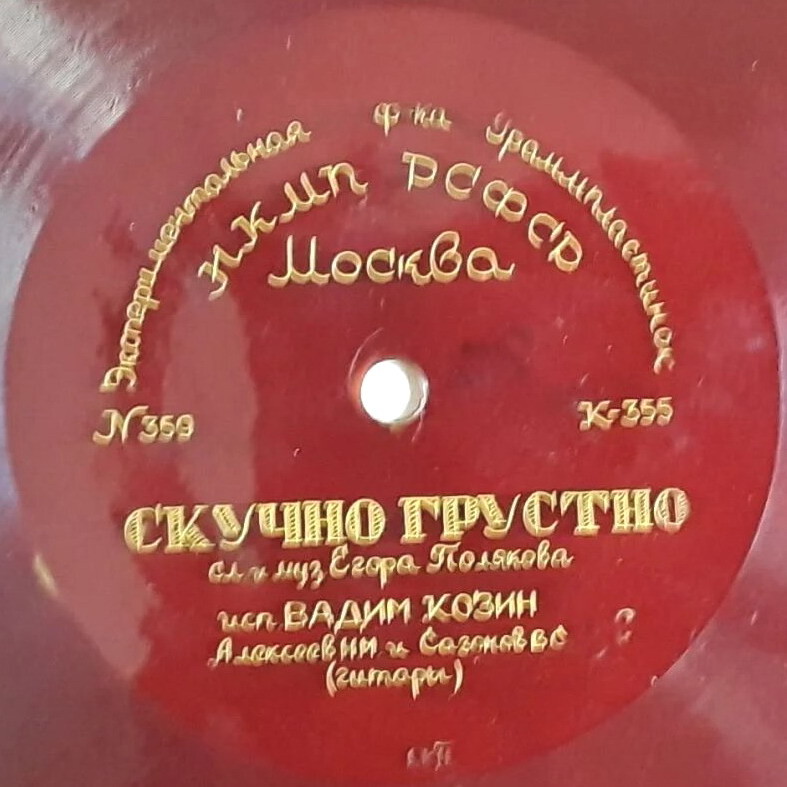 Экспериментальная ф-ка Граммпластинок
НКМП РСФСР
Москва
N 359
К-355
СКУЧНО ГРУСТНО
сл и муз Егора Полякова
исп ВАДИМ КОЗИН
Алексеев И И и Сазонов В С
(гитары)